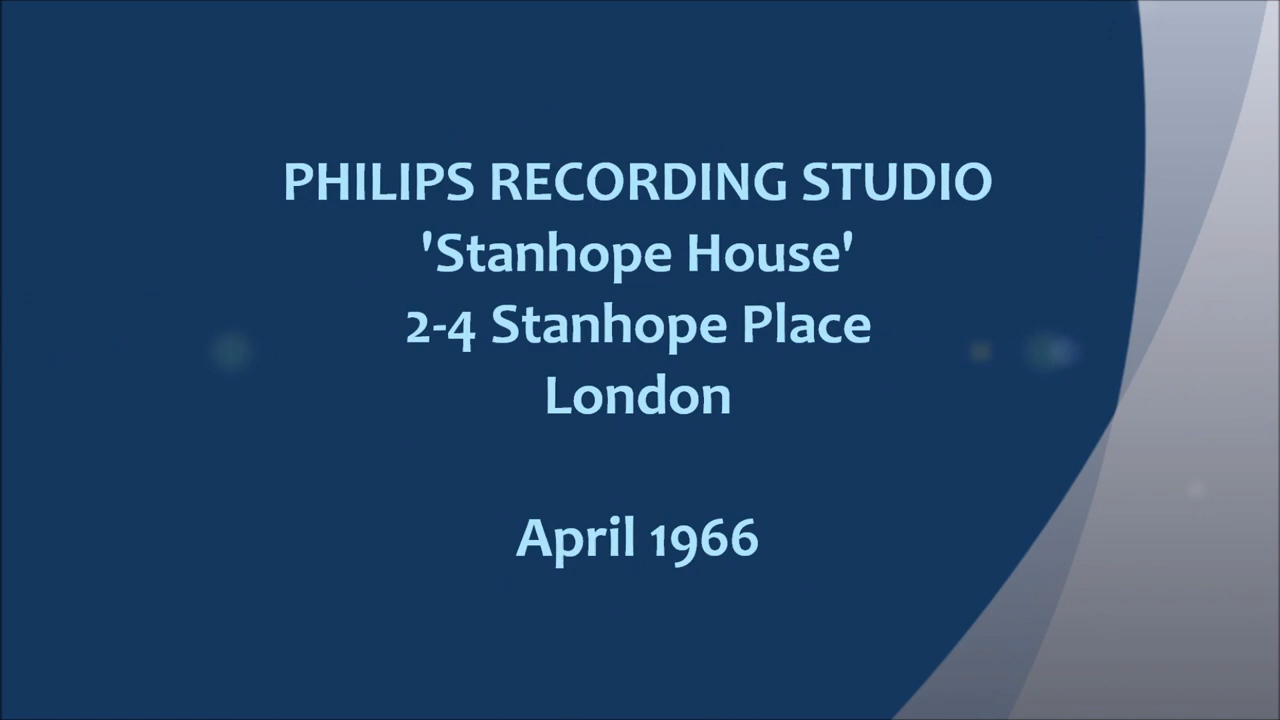 PHILIPS RECORDING STUDIO
'Stanhope House'
2-4 Stanhope Place
London
April 1966